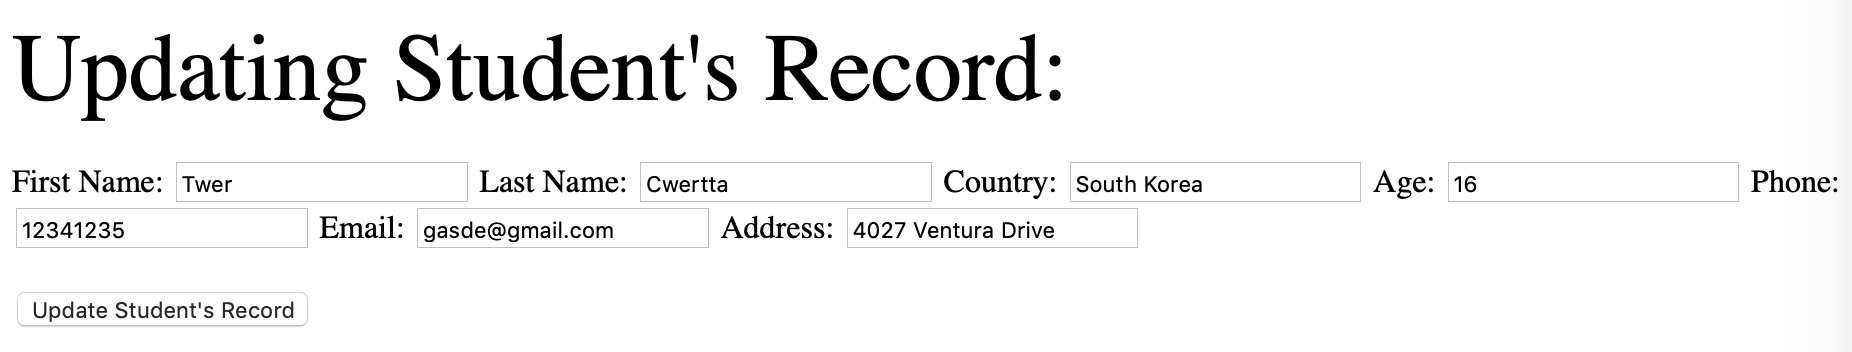 Updating Student's Record:
First Name: Twer Last Name: Cwertta Country: South Korea Age: 16 Phone:
12341235 Email: gasde@gmail.com Address: 4027 Ventura Drive
Update Student's Record